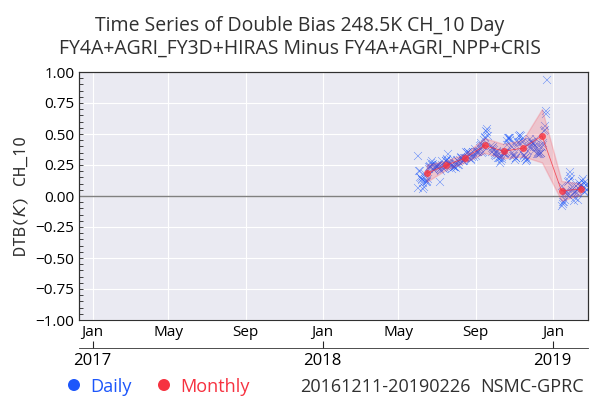 Time Series of Double Bias 248.5K CH_10 Day
FY4A+AGRI_FY3D+HIRAS Minus FY4A+AGRI_NPP+CRIS
DTB(K) CH_10
1.00
0.75
0.50
0.25
0.00
−0.25
−0.50
−0.75
−1.00
Jan May Sep Jan May Sep Jan
2017 2018 2019
Daily Monthly 20161211-20190226 NSMC-GPRC